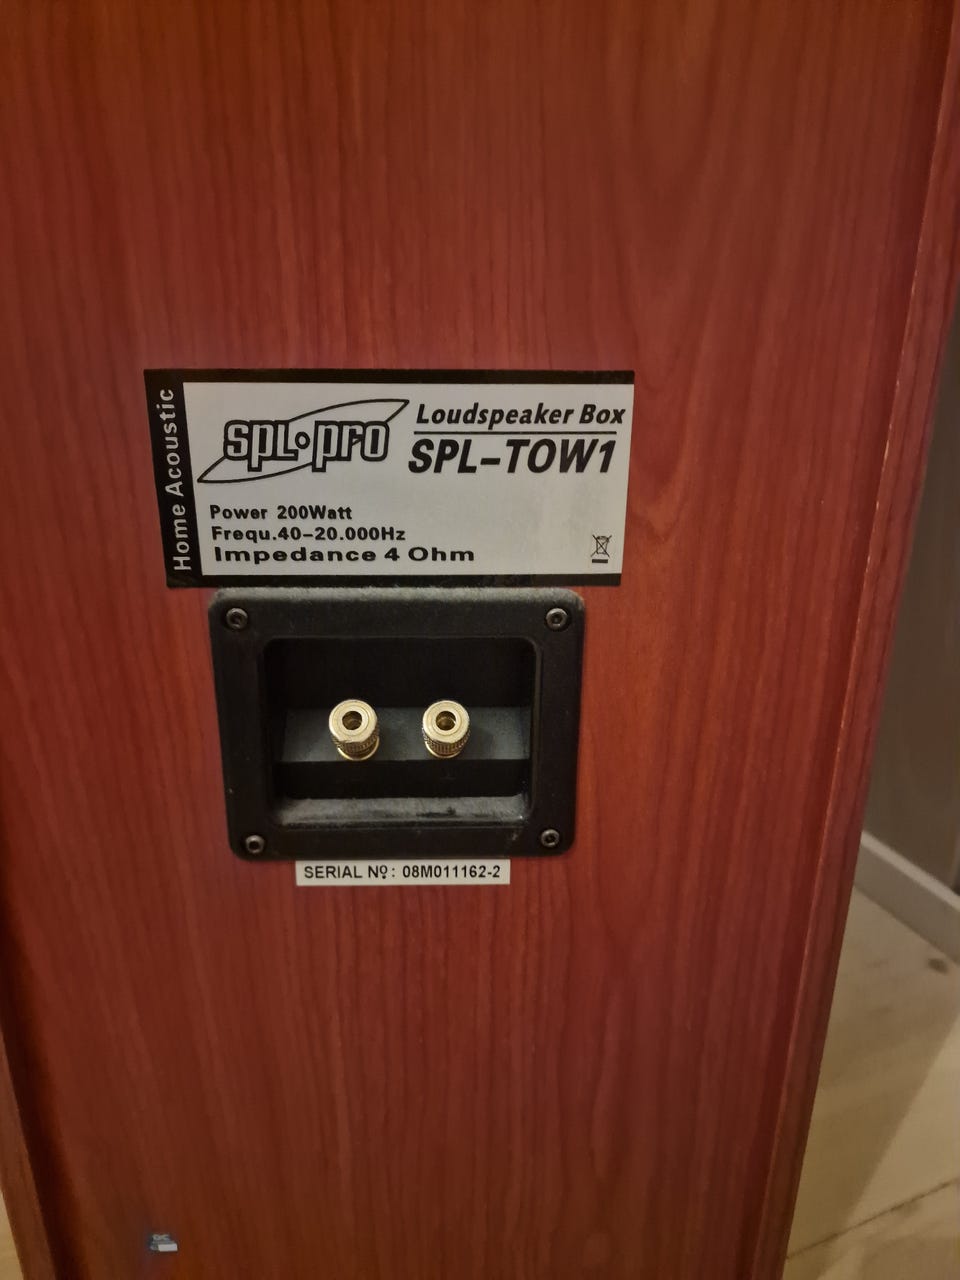 Home Acoustic
spl·pro
Loudspeaker Box
SPL-TOW1
Power 200Watt
Frequ.40-20.000Hz
Impedance 4 Ohm
SERIAL Nº: 08M011162-2